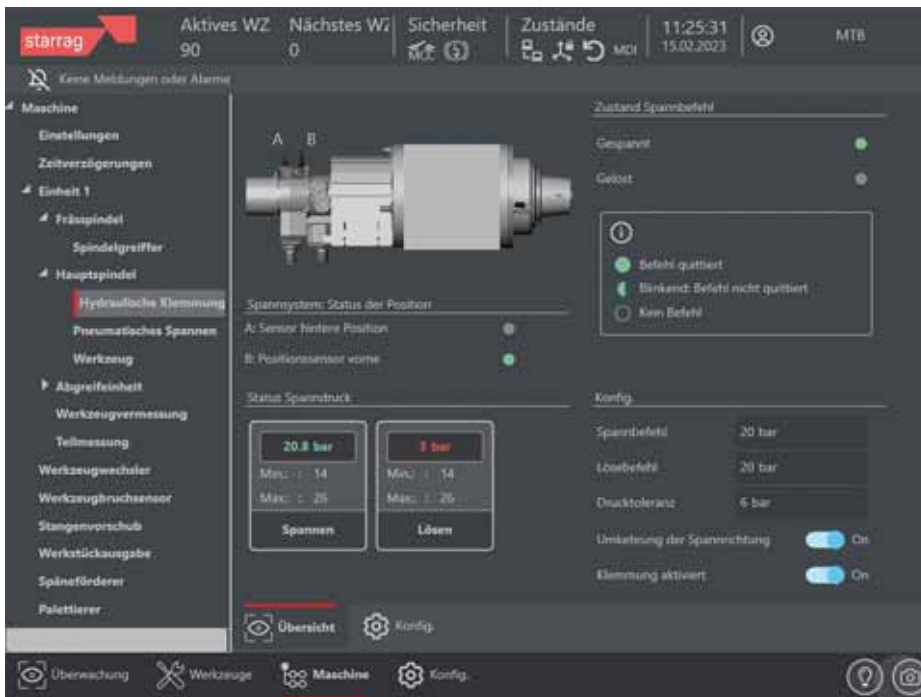 starrag
Aktives WZ
90
Nächstes WZ
0
Sicherheit
Zustände
MDI
11:25:31
15.02.2023
MTB
Keine Meldungen oder Alarme
Maschine
Einstellungen
Zeitverzögerungen
Einheit 1
Frässpindel
Spindelgreiffer
Hauptspindel
Hydraulische Klemmung
Pneumatisches Spannen
Werkzeug
Abgreifeinheit
Werkzeugvermessung
Teilmessung
Werkzeugwechsler
Werkzeugbruchsensor
Stangenvorschub
Werkstückausgabe
Späneförderer
Palettierer
A B
Spannsystem: Status der Position
A: Sensor hintere Position
B: Positionssensor vorne
Status Spanndruck
20.8 bar
Min.: : 14
Max.: : 26
Spannen
3 bar
Min.: : 14
Max.: : 26
Lösen
Zustand Spannbefehl
Gespannt
Gelöst
Befehl quittiert
Blinkend: Befehl nicht quittiert
Kein Befehl
Konfig.
Spannbefehl 20 bar
Lösebefehl 20 bar
Drucktoleranz 6 bar
Umkehrung der Spannrichtung On
Klemmung aktiviert On
Übersicht
Konfig.
Überwachung
Werkzeuge
Maschine
Konfig.